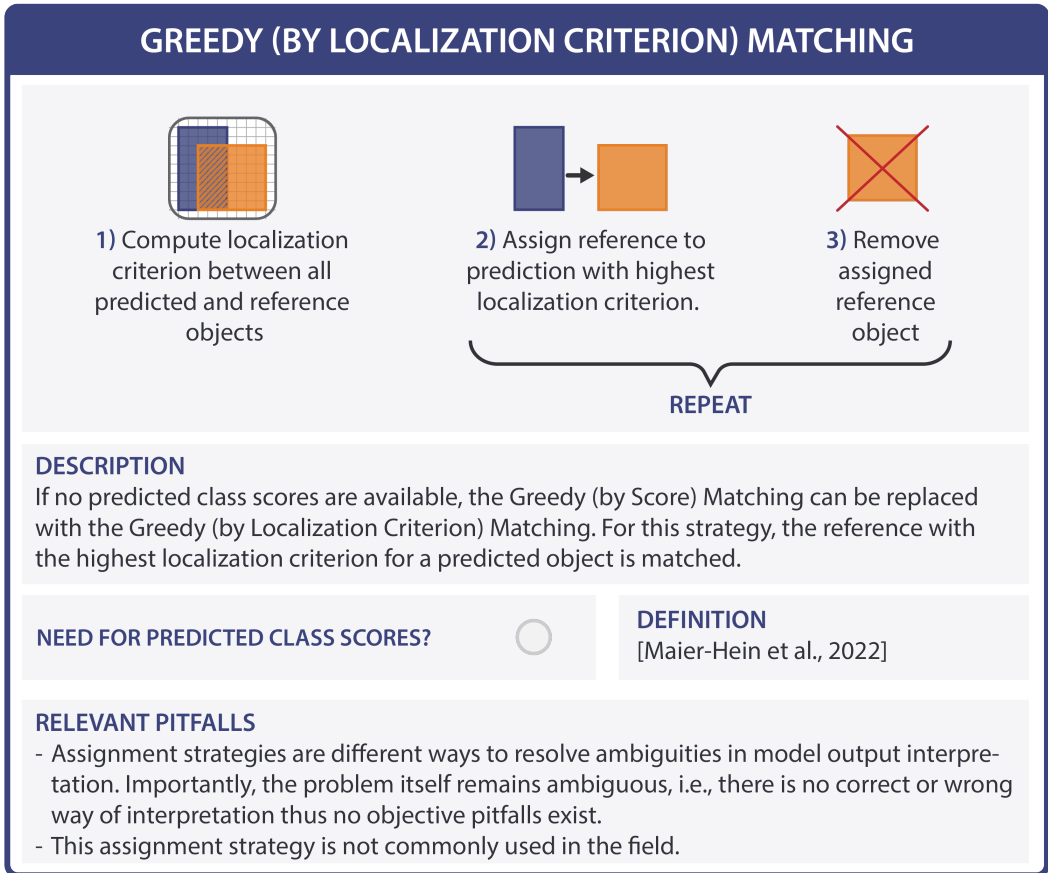 GREEDY (BY LOCALIZATION CRITERION) MATCHING
1) Compute localization
criterion between all
predicted and reference
objects
2) Assign reference to
prediction with highest
localization criterion.
3) Remove
assigned
reference
object
REPEAT
DESCRIPTION
If no predicted class scores are available, the Greedy (by Score) Matching can be replaced
with the Greedy (by Localization Criterion) Matching. For this strategy, the reference with
the highest localization criterion for a predicted object is matched.
NEED FOR PREDICTED CLASS SCORES?
DEFINITION
[Maier-Hein et al., 2022]
RELEVANT PITFALLS
- Assignment strategies are different ways to resolve ambiguities in model output interpre-
tation. Importantly, the problem itself remains ambiguous, i.e., there is no correct or wrong
way of interpretation thus no objective pitfalls exist.
- This assignment strategy is not commonly used in the field.